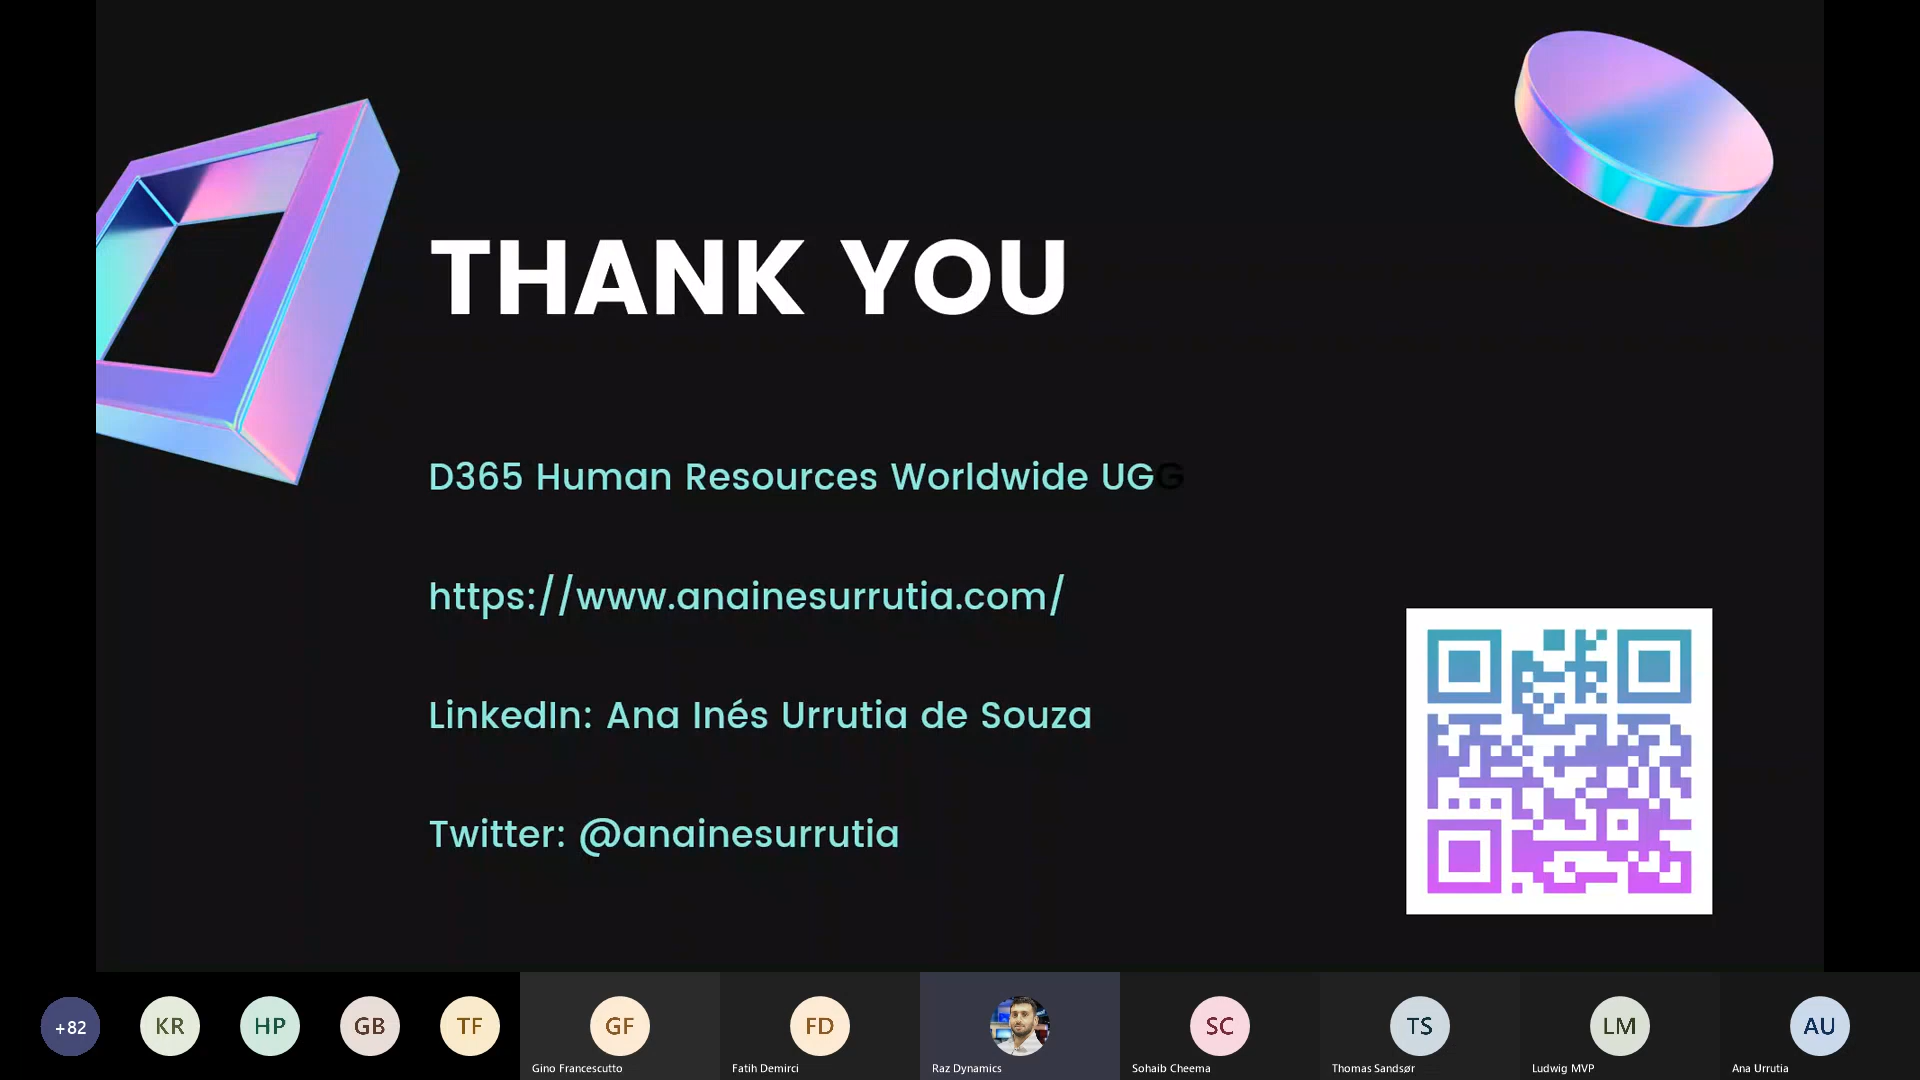 THANK YOU
D365 Human Resources Worldwide UGG
https://www.anainesurrutia.com/
LinkedIn: Ana Inés Urrutia de Souza
Twitter: @anainesurrutia
+82
KR
HP
GB
TF
GF
FD
SC
TS
LM
AU
Gino Francescutto
Fatih Demirci
Raz Dynamics
Sohaib Cheema
Thomas Sandsør
Ludwig MVP
Ana Urrutia